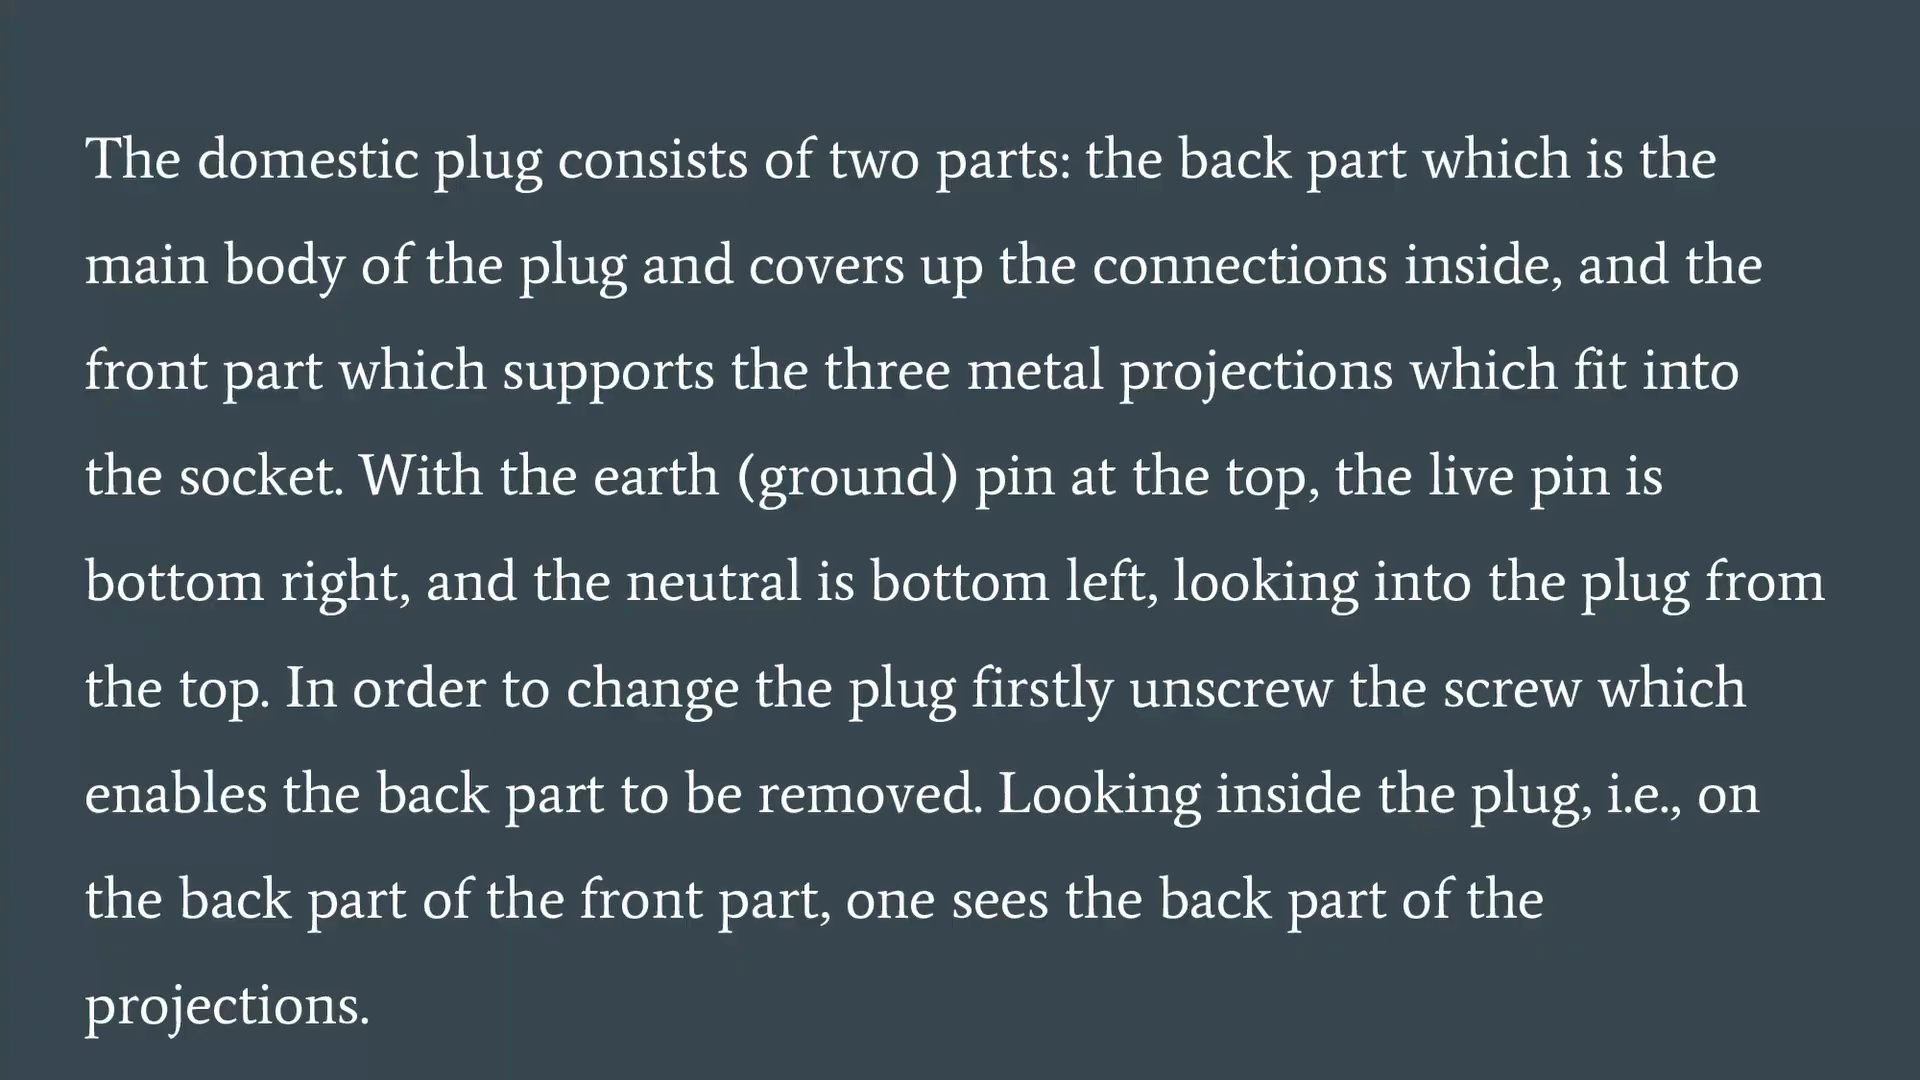 The domestic plug consists of two parts: the back part which is the
main body of the plug and covers up the connections inside, and the
front part which supports the three metal projections which fit into
the socket. With the earth (ground) pin at the top, the live pin is
bottom right, and the neutral is bottom left, looking into the plug from
the top. In order to change the plug firstly unscrew the screw which
enables the back part to be removed. Looking inside the plug, i.e., on
the back part of the front part, one sees the back part of the
projections.